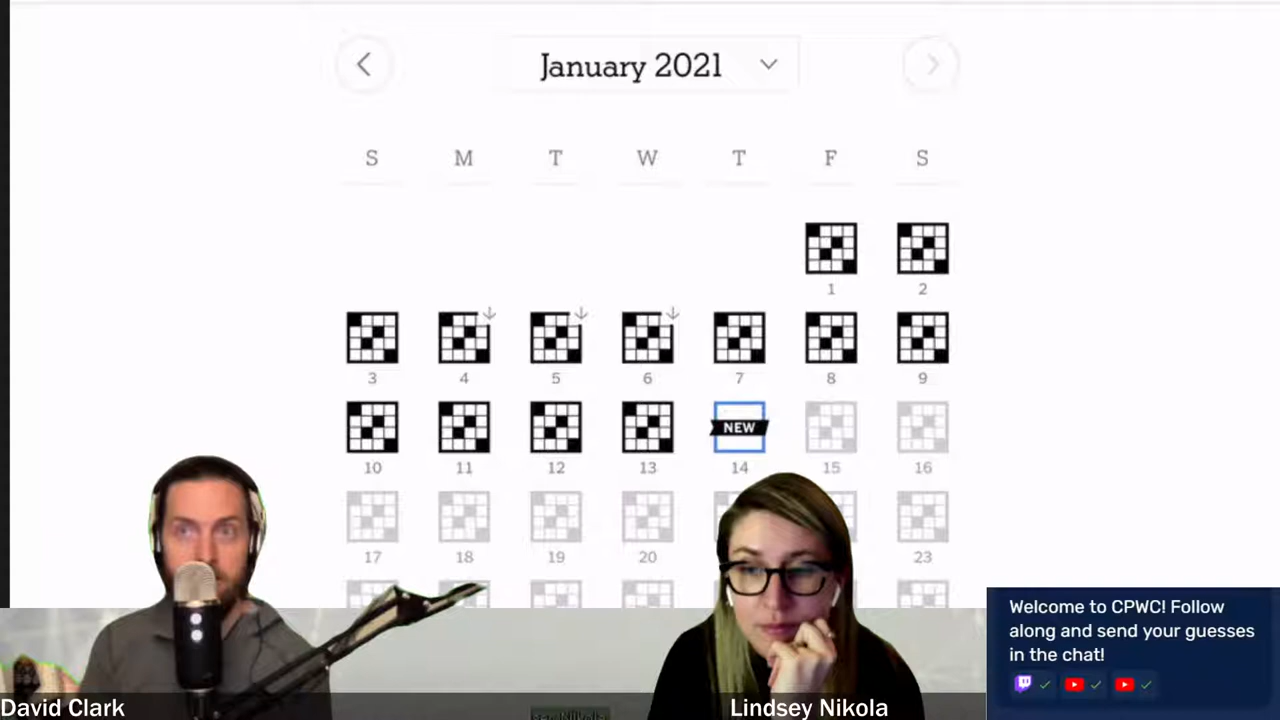 January 2021
S M T W T F S
1 2
3 4 5 6 7 8 9
NEW
10 11 12 13 14 15 16
17 18 19 20 23
Welcome to CPWC! Follow
along and send your guesses
in the chat!
David Clark
Lindsey Nikola